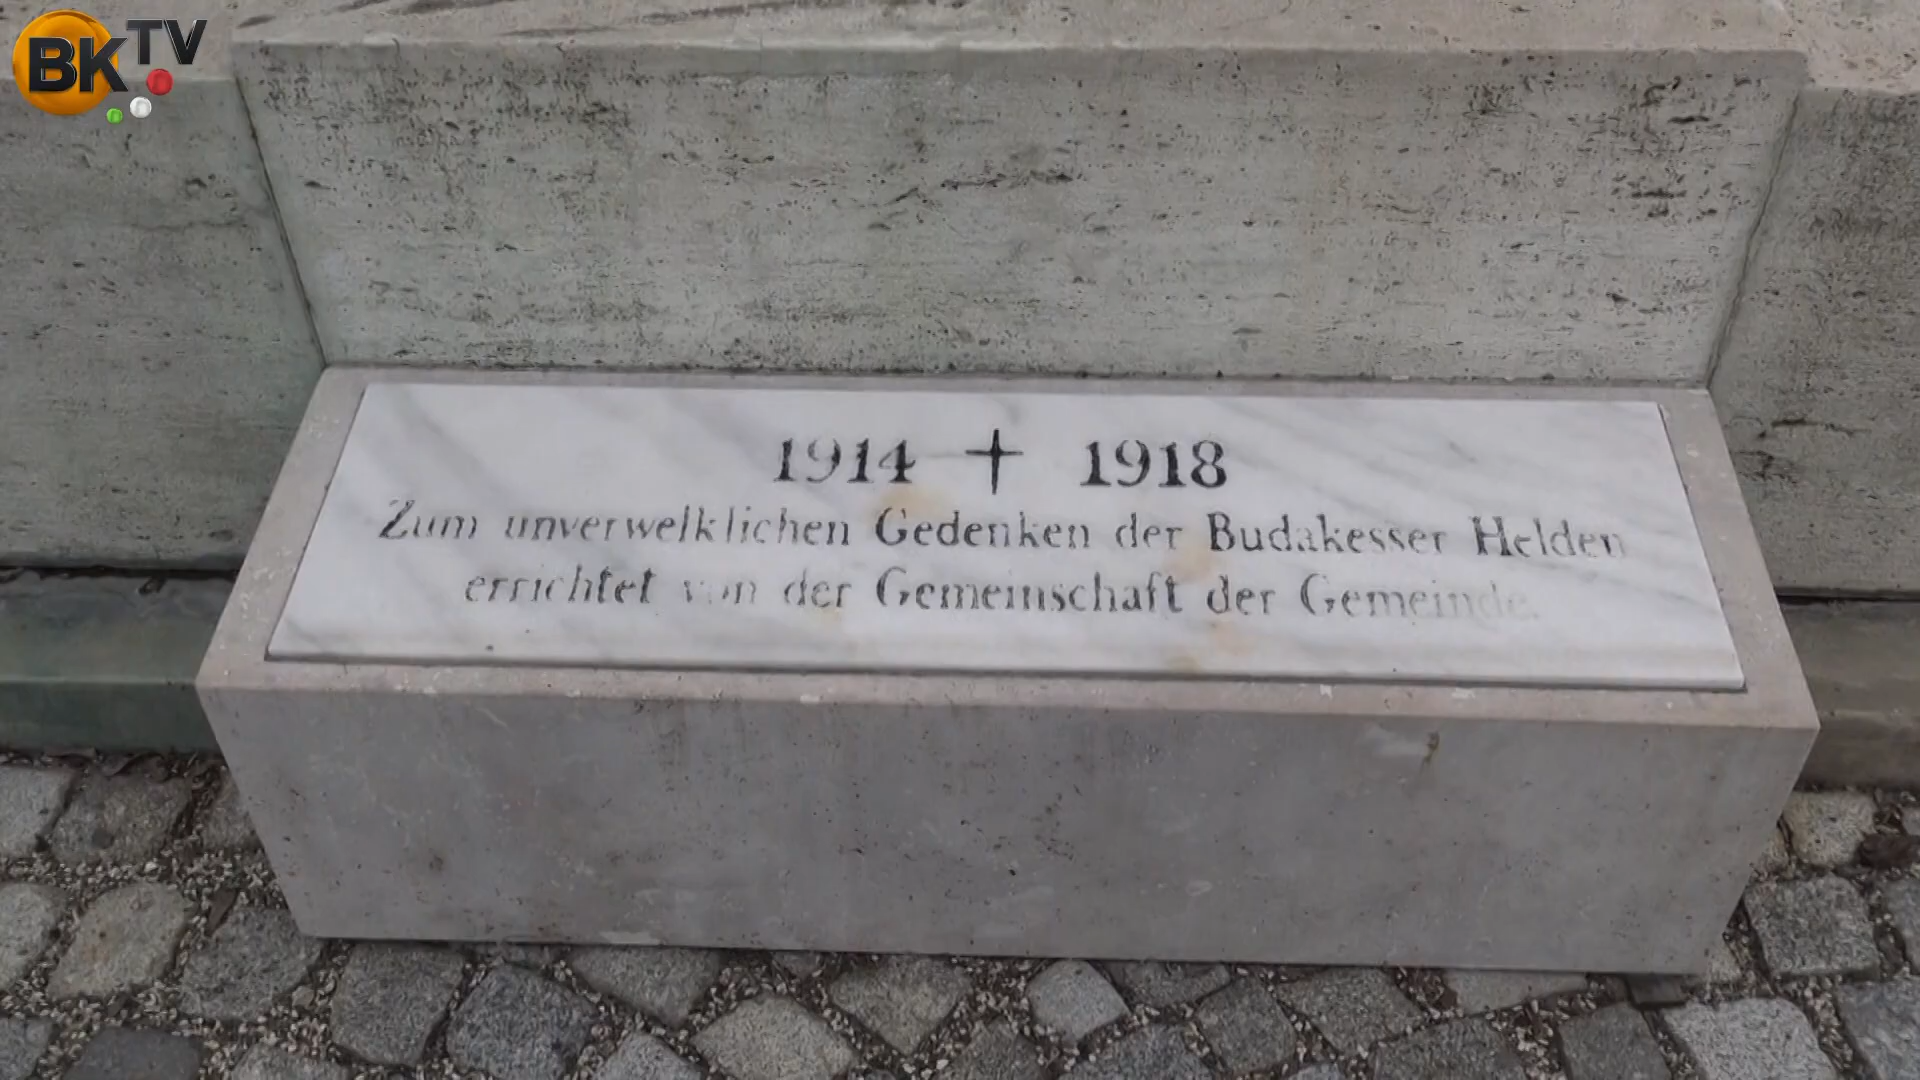 BKTV
1914 † 1918
Zum unverwelklichen Gedenken der Budakesser Helden
errichtet von der Gemeinschaft der Gemeinde.